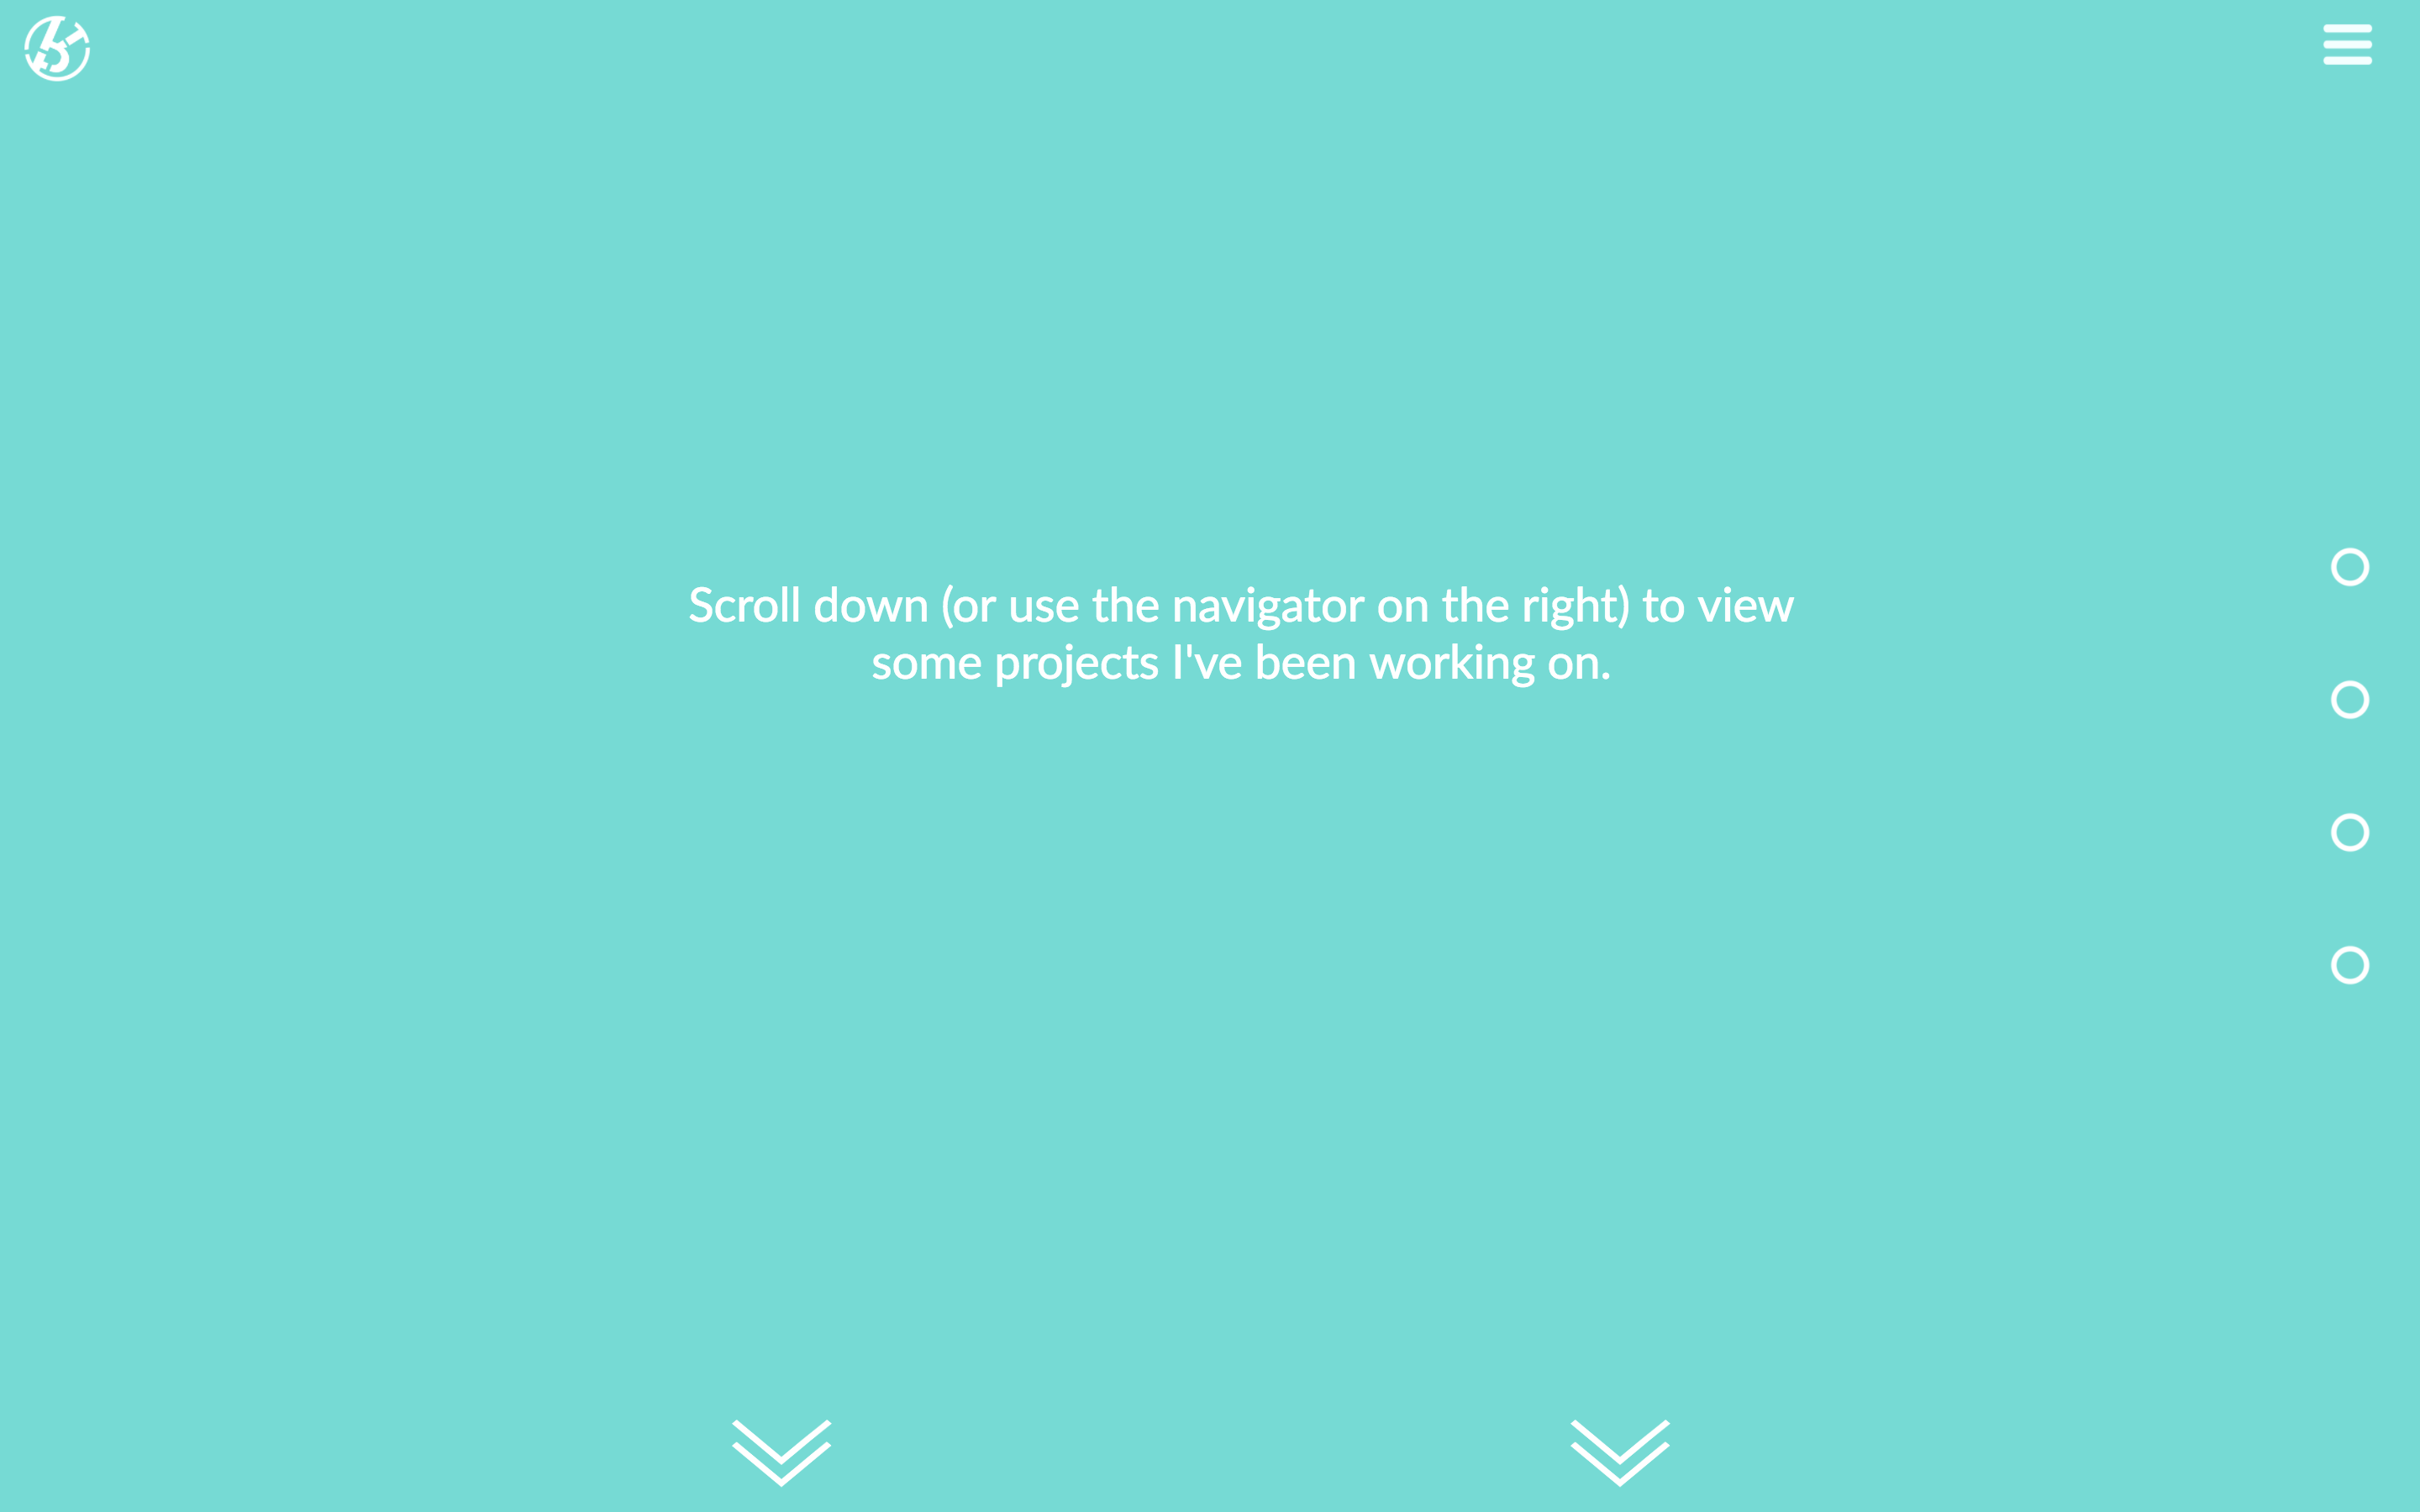 Scroll down (or use the navigator on the right) to view
some projects I've been working on.